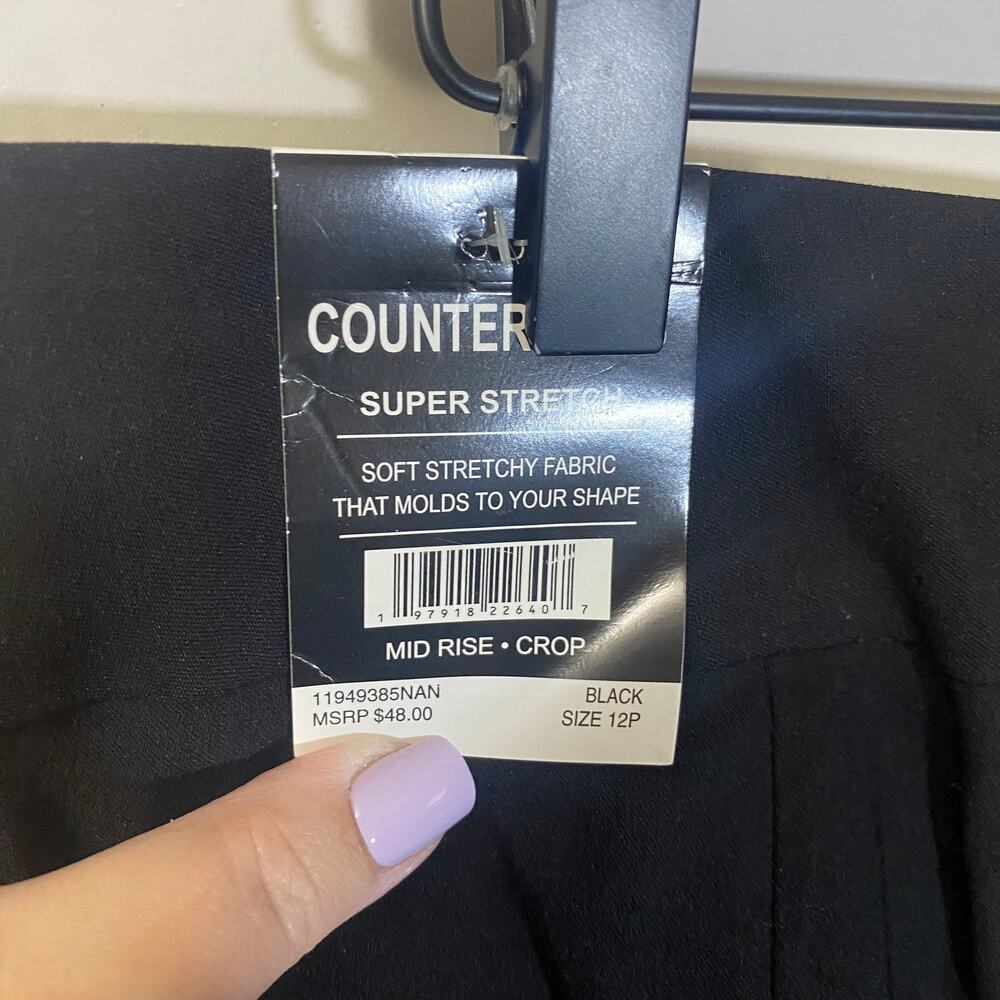 COUNTER
SUPER STRETCH
SOFT STRETCHY FABRIC
THAT MOLDS TO YOUR SHAPE
1 97918 22640 7
MID RISE • CROP
11949385NAN
MSRP $48.00
BLACK
SIZE 12P